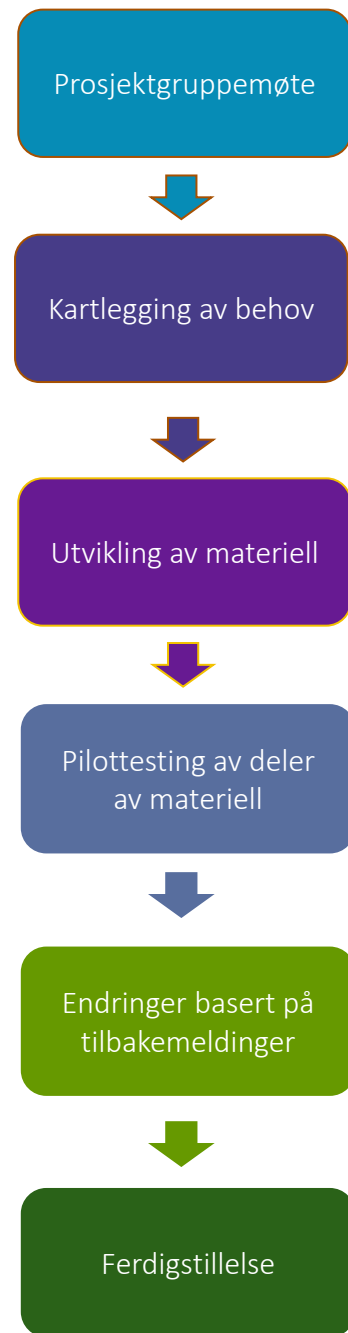 Prosjektgruppemøte
Kartlegging av behov
Utvikling av materiell
Pilottesting av deler
av materiell
Endringer basert på
tilbakemeldinger
Ferdigstillelse